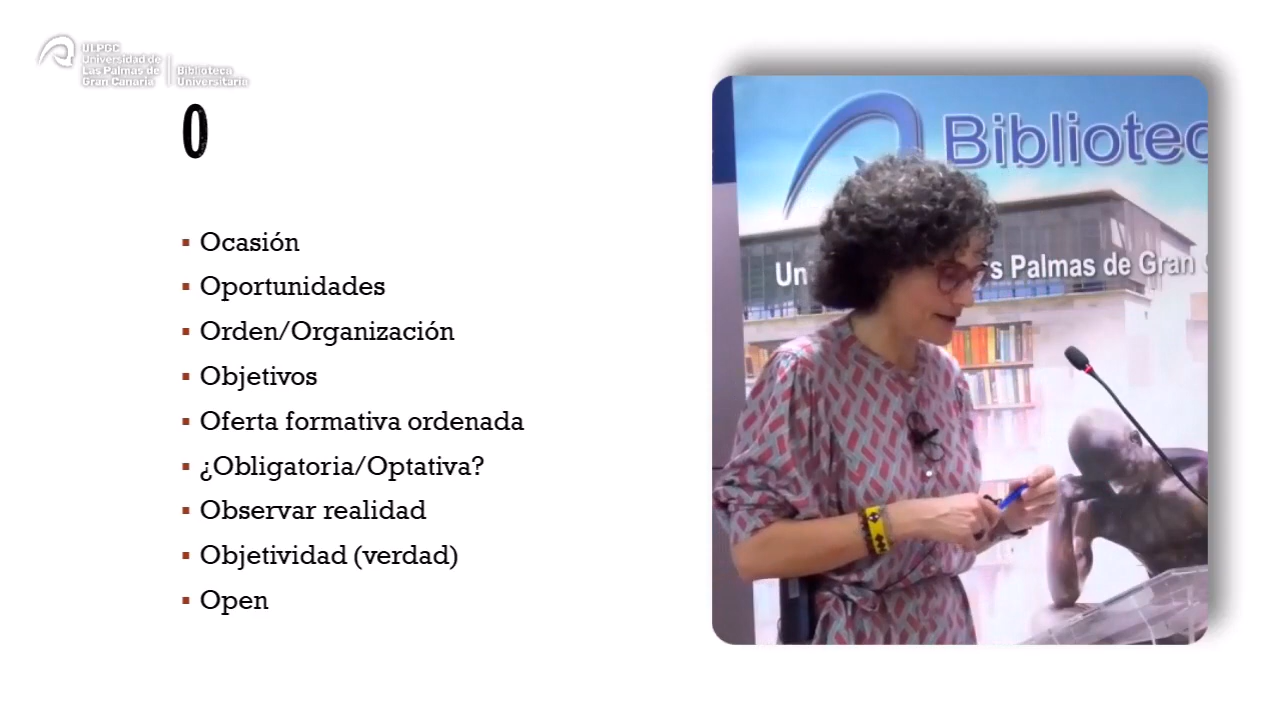 ULPGC
Universidad de
Las Palmas de
Gran Canaria
Biblioteca
Universitaria
O
Ocasión
Oportunidades
Orden/Organización
Objetivos
Oferta formativa ordenada
¿Obligatoria/Optativa?
Observar realidad
Objetividad (verdad)
Open
Bibliotec
Un s Palmas de Gran